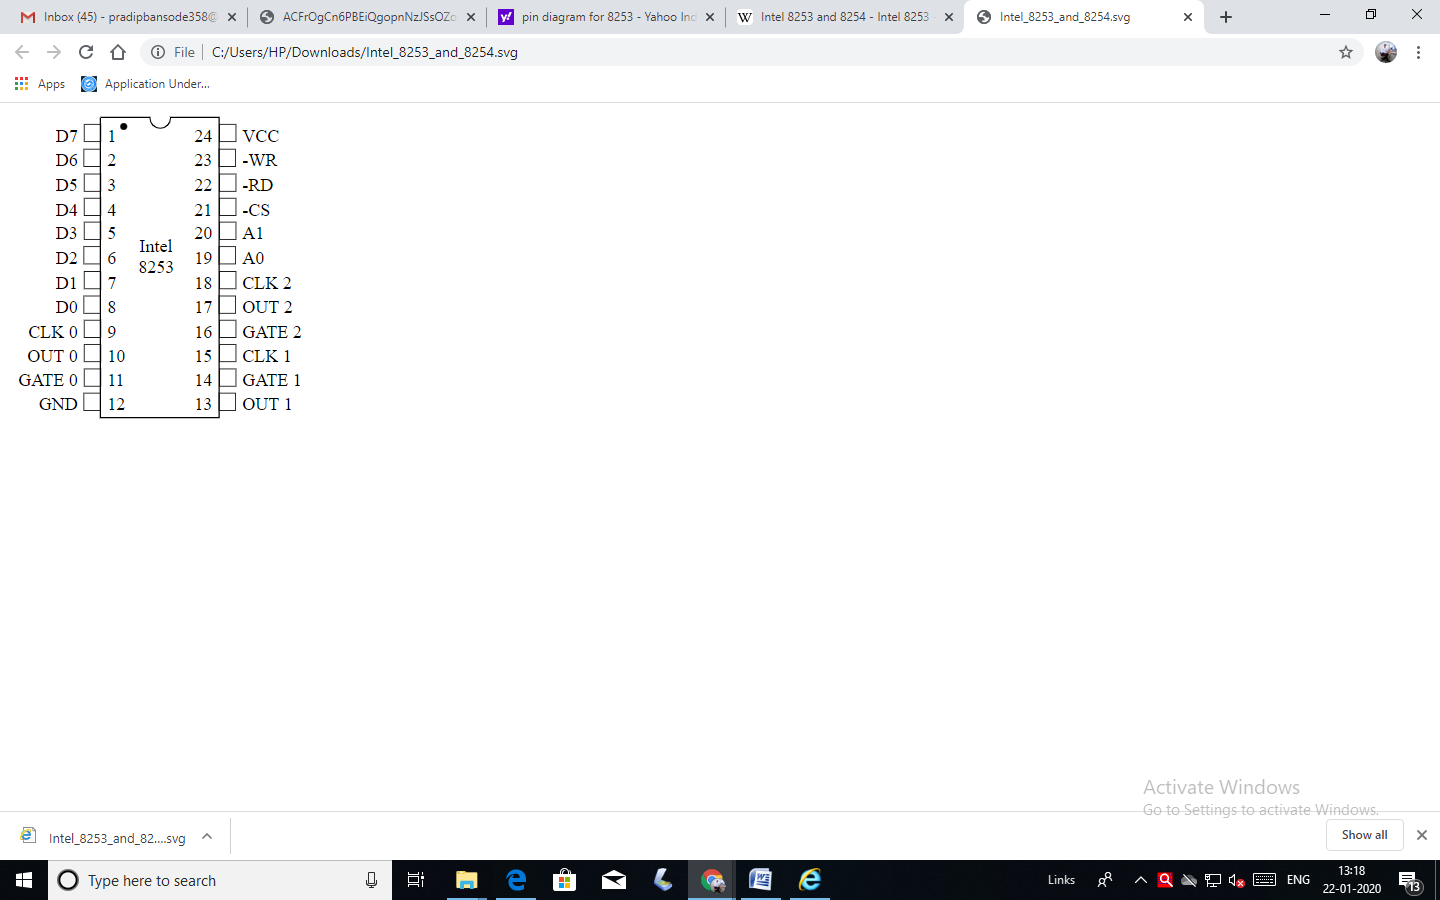 Inbox (45) - pradipbansode358@
ACFrOgCn6PBEiQgopnNzJSsOZo
pin diagram for 8253 - Yahoo Ind
Intel 8253 and 8254 - Intel 8253 -
Intel_8253_and_8254.svg
File
C:/Users/HP/Downloads/Intel_8253_and_8254.svg
Apps
Application Under...
D7 1 24 VCC
D6 2 23 -WR
D5 3 22 -RD
D4 4 21 -CS
D3 5 20 A1
Intel
D2 6 19 A0
8253
D1 7 18 CLK 2
D0 8 17 OUT 2
CLK 0 9 16 GATE 2
OUT 0 10 15 CLK 1
GATE 0 11 14 GATE 1
GND 12 13 OUT 1
Activate Windows
Go to Settings to activate Windows.
Intel_8253_and_82....svg
Show all
Type here to search
Links
ENG
13:18
22-01-2020
13